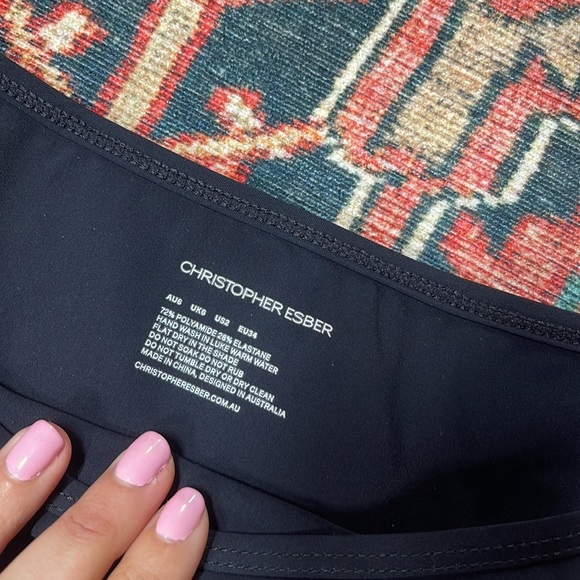 CHRISTOPHER ESBER
AU6 UK6 US2 EU34
72% POLYAMIDE 28% ELASTANE
HAND WASH IN LUKE WARM WATER
FLAT DRY IN THE SHADE
DO NOT SOAK DO NOT RUB
DO NOT TUMBLE DRY OR DRY CLEAN
MADE IN CHINA, DESIGNED IN AUSTRALIA
CHRISTOPHERESBER.COM.AU